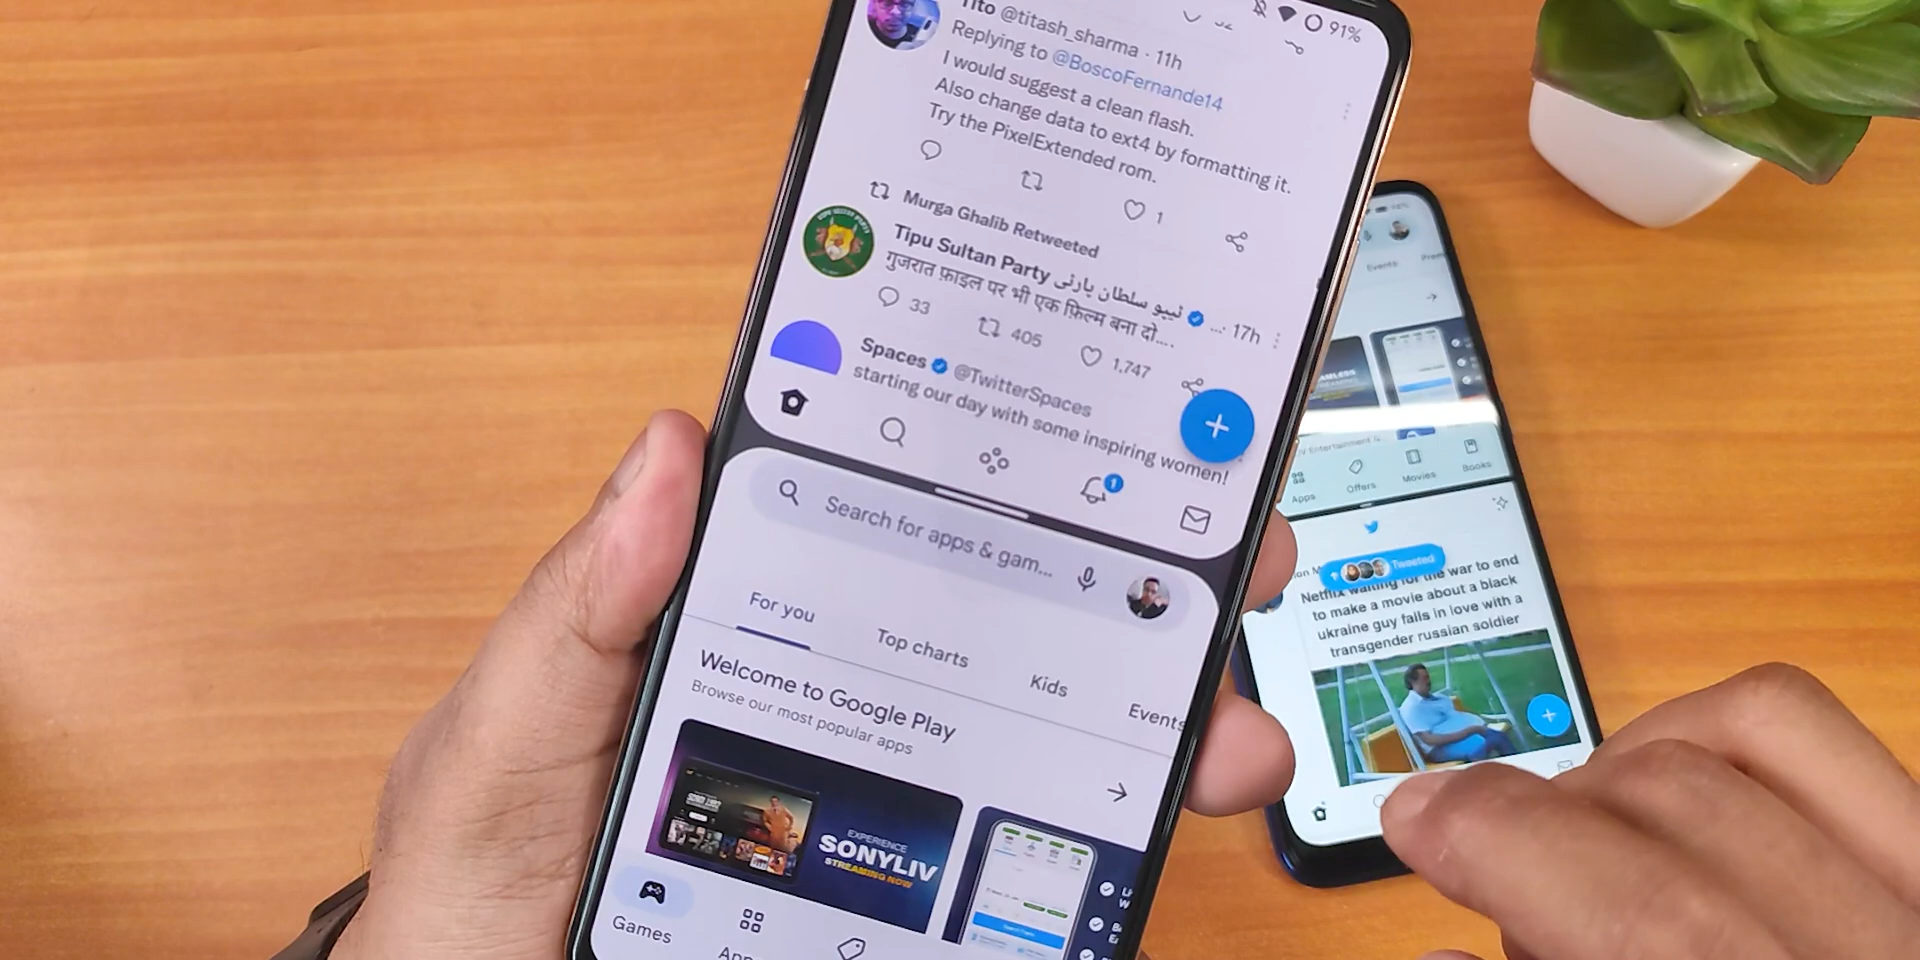 91%
Tito @titash_sharma · 11h
Replying to @BoscoFernande14
I would suggest a clean flash.
Also change data to ext4 by formatting it.
Try the PixelExtended rom.
1
Murga Ghalib Retweeted
Tipu Sultan Party ٹیپو سلطان پارٹی ... · 17h
गुजरात फ़ाइल पर भी एक फ़िल्म बना दो....
33 405 1,747
Spaces @TwitterSpaces
starting our day with some inspiring women!
1
Search for apps & gam...
For you Top charts Kids Events
Welcome to Google Play
Browse our most popular apps
EXPERIENCE
SONYLIV
STREAMING NOW
Games
Events
Entertainment
Apps Offers Movies Books
Tweeted
Netflix waiting for the war to end
to make a movie about a black
ukraine guy falls in love with a
transgender russian soldier